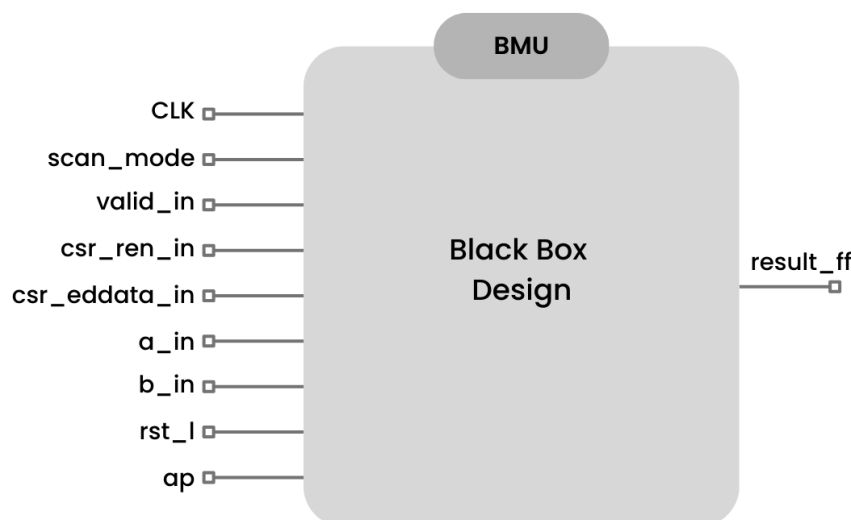 BMU
CLK
scan_mode
valid_in
csr_ren_in
csr_eddata_in
a_in
b_in
rst_l
ap
Black Box
Design
result_ff